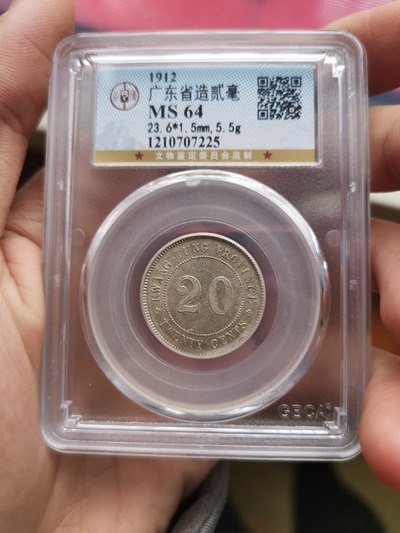 1912
广东省造贰毫
MS 64
23.6*1.5mm,5.5g
1210707225
★ 文物鉴定委员会监制 ★
KWANG TUNG PROVINCE
20
TWENTY CENTS
GBCA®